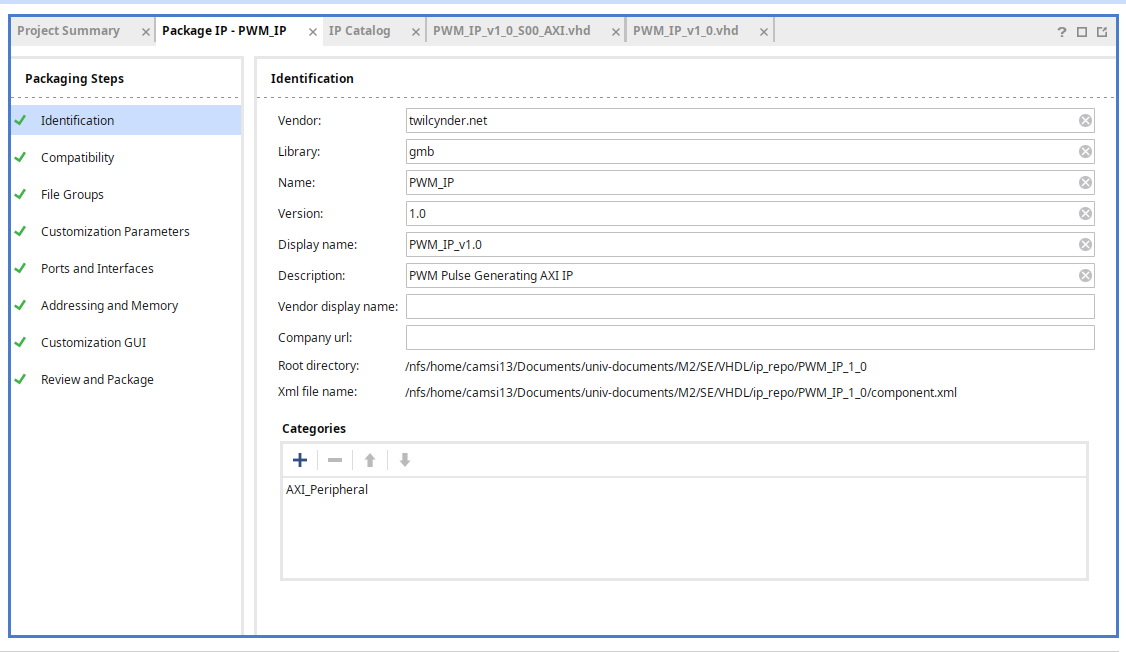 Project Summary × Package IP - PWM_IP × IP Catalog × PWM_IP_v1_0_S00_AXI.vhd × PWM_IP_v1_0.vhd × ?
Packaging Steps
Identification
Compatibility
File Groups
Customization Parameters
Ports and Interfaces
Addressing and Memory
Customization GUI
Review and Package
Identification
Vendor: twilcynder.net
Library: gmb
Name: PWM_IP
Version: 1.0
Display name: PWM_IP_v1.0
Description: PWM Pulse Generating AXI IP
Vendor display name:
Company url:
Root directory: /nfs/home/camsi13/Documents/univ-documents/M2/SE/VHDL/ip_repo/PWM_IP_1_0
Xml file name: /nfs/home/camsi13/Documents/univ-documents/M2/SE/VHDL/ip_repo/PWM_IP_1_0/component.xml
Categories
AXI_Peripheral